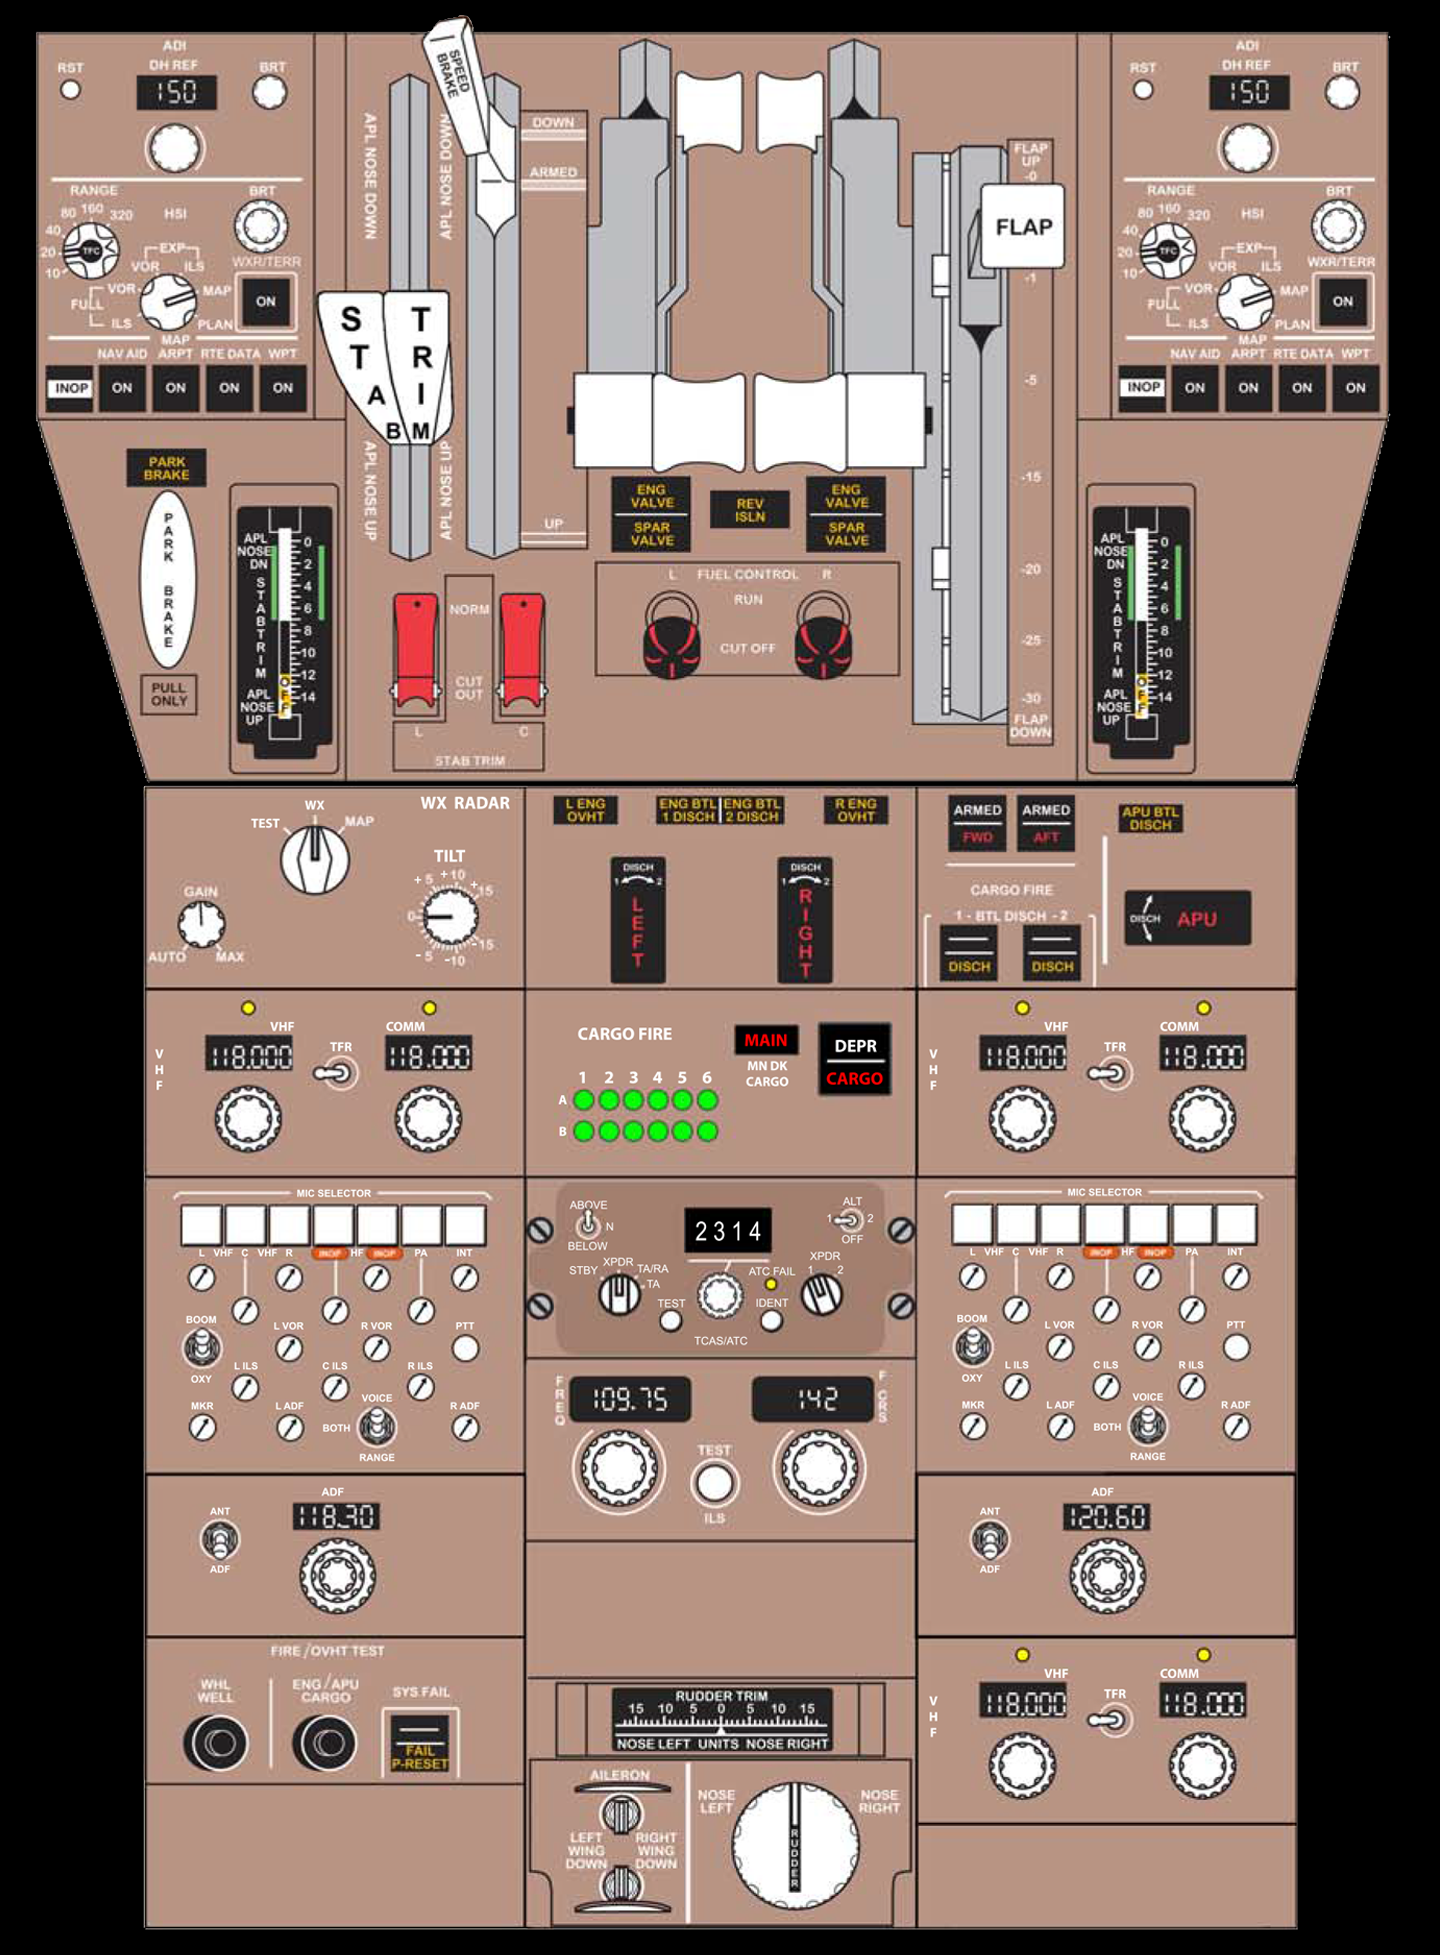 ADI
RST DH REF BRT
150
RANGE
BRT
80 160 320
HSI
40
20 TFC
10
EXP
VOR ILS
WXR/TERR
FULL
VOR MAP
ON
ILS PLAN
MAP
NAV AID ARPT RTE DATA WPT
INOP ON ON ON ON
SPEED BRAKE
APL NOSE DOWN
APL NOSE DOWN
DOWN
ARMED
STAB TRIM
APL NOSE UP
APL NOSE UP
UP
FLAP UP
-0
FLAP
-1
-5
-15
-20
-25
-30
FLAP DOWN
ADI
RST DH REF BRT
150
RANGE
BRT
80 160 320
HSI
40
20 TFC
10
EXP
VOR ILS
WXR/TERR
FULL
VOR MAP
ON
ILS PLAN
MAP
NAV AID ARPT RTE DATA WPT
INOP ON ON ON ON
PARK
BRAKE
PARK BRAKE
PULL
ONLY
APL
NOSE
DN
STAB TRIM
APL
NOSE
UP
0
2
4
6
8
10
12
14
OFF
ENG
VALVE
SPAR
VALVE
REV
ISLN
ENG
VALVE
SPAR
VALVE
L FUEL CONTROL R
RUN
CUT OFF
NORM
CUT
OUT
L C
STAB TRIM
APL
NOSE
DN
STAB TRIM
APL
NOSE
UP
0
2
4
6
8
10
12
14
OFF
WX RADAR
WX
TEST MAP
TILT
+5 +10 +15
0
-5 -10 -15
GAIN
AUTO MAX
L ENG
OVHT
ENG BTL
1 DISCH
ENG BTL
2 DISCH
R ENG
OVHT
DISCH
1 2
LEFT
DISCH
1 2
RIGHT
ARMED
FWD
ARMED
AFT
APU BTL
DISCH
CARGO FIRE
1 - BTL DISCH - 2
DISCH
DISCH
DISCH APU
VHF
VHF COMM
118.000 TFR 118.000
CARGO FIRE
1 2 3 4 5 6
A
B
MAIN
MN DK
CARGO
DEPR
CARGO
VHF
VHF COMM
118.000 TFR 118.000
MIC SELECTOR
L VHF C VHF R INOP HF INOP PA INT
BOOM
OXY
L VOR R VOR PTT
L ILS C ILS R ILS
MKR L ADF
VOICE
BOTH
RANGE
R ADF
ABOVE
N
BELOW
2314
ALT
1 2
OFF
XPDR
STBY TA/RA
TA
ATC FAIL
XPDR
1 2
TEST
IDENT
TCAS/ATC
MIC SELECTOR
L VHF C VHF R INOP HF INOP PA INT
BOOM
OXY
L VOR R VOR PTT
L ILS C ILS R ILS
MKR L ADF
VOICE
BOTH
RANGE
R ADF
FREQ
109.75
142
F CRS
TEST
ILS
ADF
ANT
118.30
ADF
ADF
ANT
120.60
ADF
FIRE/OVHT TEST
WHL
WELL
ENG/APU
CARGO
SYS FAIL
FAIL
P-RESET
RUDDER TRIM
15 10 5 0 5 10 15
NOSE LEFT UNITS NOSE RIGHT
AILERON
LEFT
WING
DOWN
RIGHT
WING
DOWN
NOSE
LEFT
NOSE
RIGHT
RUDDER
VHF
VHF COMM
118.000 TFR 118.000